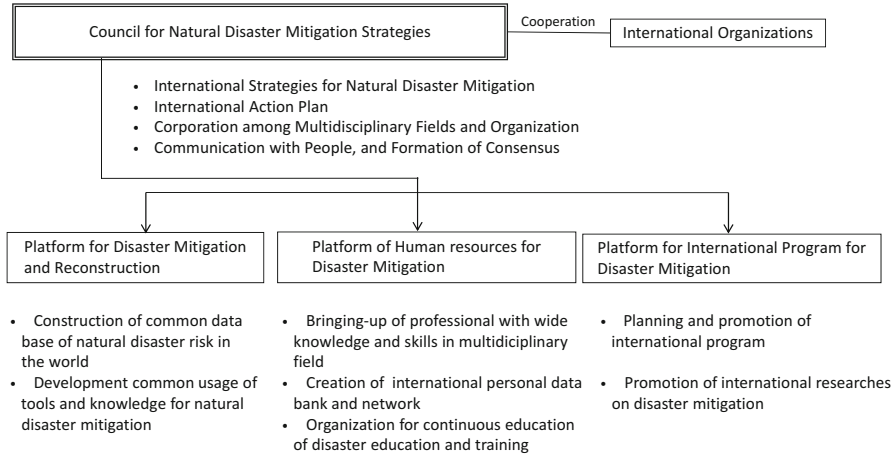 Council for Natural Disaster Mitigation Strategies
Cooperation
International Organizations
• International Strategies for Natural Disaster Mitigation
• International Action Plan
• Corporation among Multidisciplinary Fields and Organization
• Communication with People, and Formation of Consensus
Platform for Disaster Mitigation
and Reconstruction
Platform of Human resources for
Disaster Mitigation
Platform for International Program for
Disaster Mitigation
• Construction of common data
base of natural disaster risk in
the world
• Development common usage of
tools and knowledge for natural
disaster mitigation
• Bringing-up of professional with wide
knowledge and skills in multidiciplinary
field
• Creation of international personal data
bank and network
• Organization for continuous education
of disaster education and training
• Planning and promotion of
international program
• Promotion of international researches
on disaster mitigation